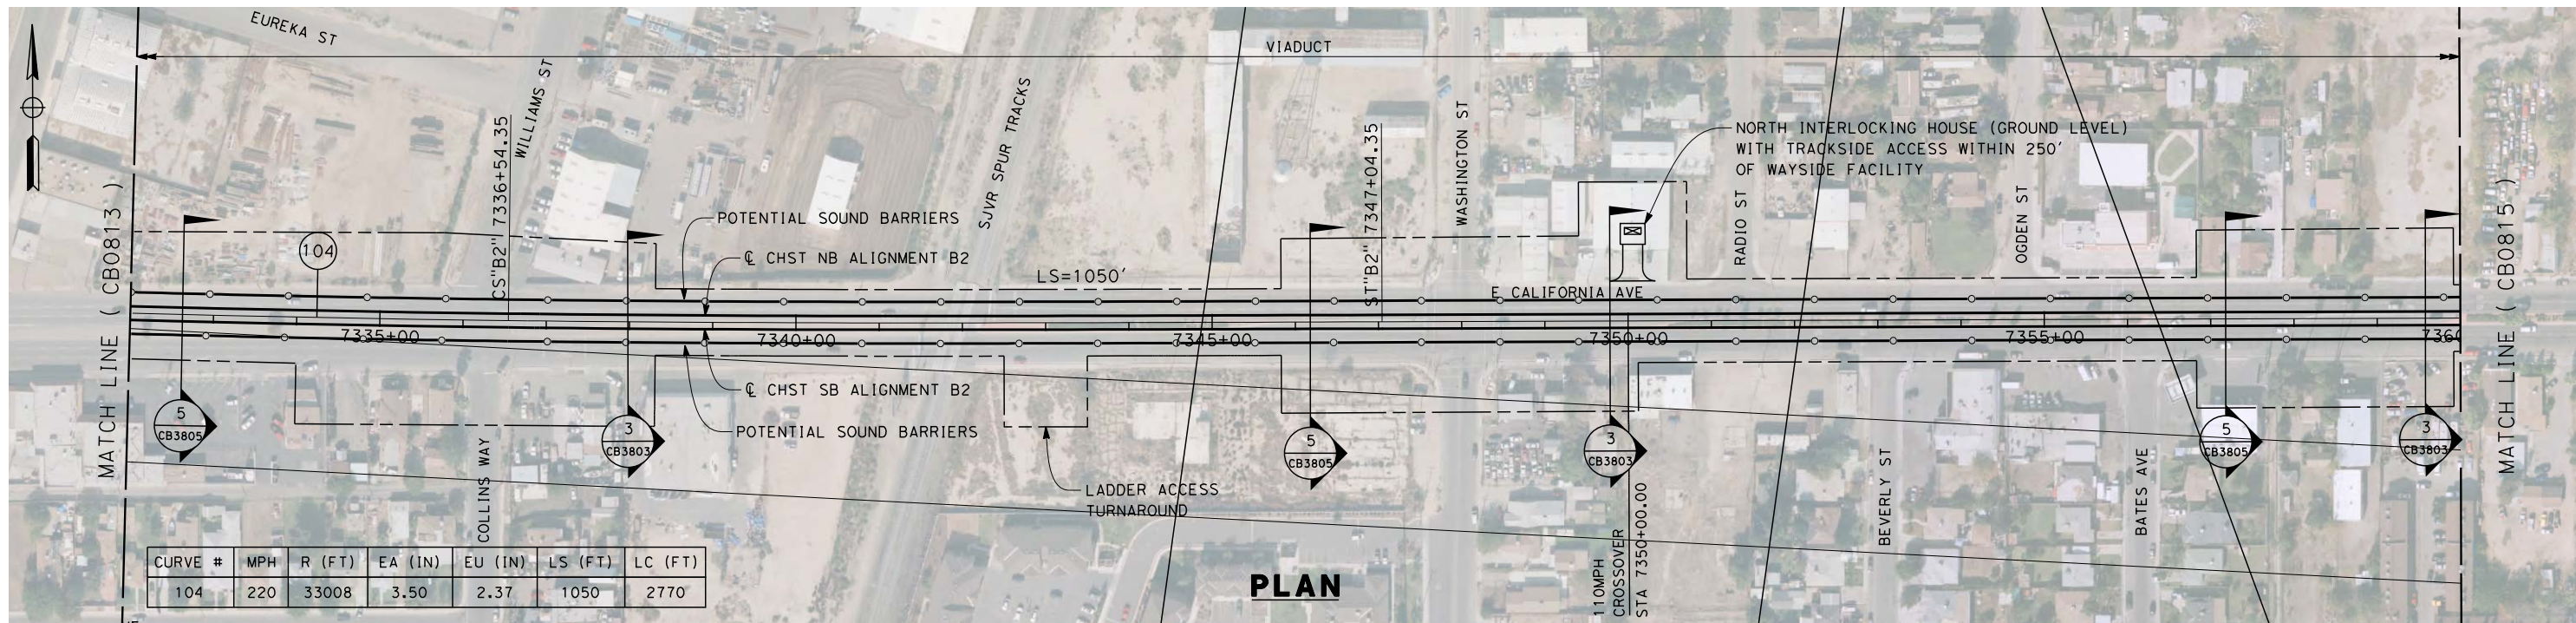 EUREKA ST
VIADUCT
WILLIAMS ST
CS"B2" 7336+54.35
SJVR SPUR TRACKS
ST"B2" 7347+04.35
WASHINGTON ST
NORTH INTERLOCKING HOUSE (GROUND LEVEL)
WITH TRACKSIDE ACCESS WITHIN 250'
OF WAYSIDE FACILITY
RADIO ST
OGDEN ST
MATCH LINE ( CB0813 )
MATCH LINE ( CB0815 )
104
POTENTIAL SOUND BARRIERS
℄ CHST NB ALIGNMENT B2
LS=1050'
E CALIFORNIA AVE
7335+00
7340+00
7345+00
7350+00
7355+00
7360
℄ CHST SB ALIGNMENT B2
POTENTIAL SOUND BARRIERS
5
CB3805
3
CB3803
5
CB3805
3
CB3803
5
CB3805
3
CB3803
LADDER ACCESS
TURNAROUND
COLLINS WAY
BEVERLY ST
BATES AVE
110MPH
CROSSOVER
STA 7350+00.00
CURVE # MPH R (FT) EA (IN) EU (IN) LS (FT) LC (FT)
104 220 33008 3.50 2.37 1050 2770
PLAN